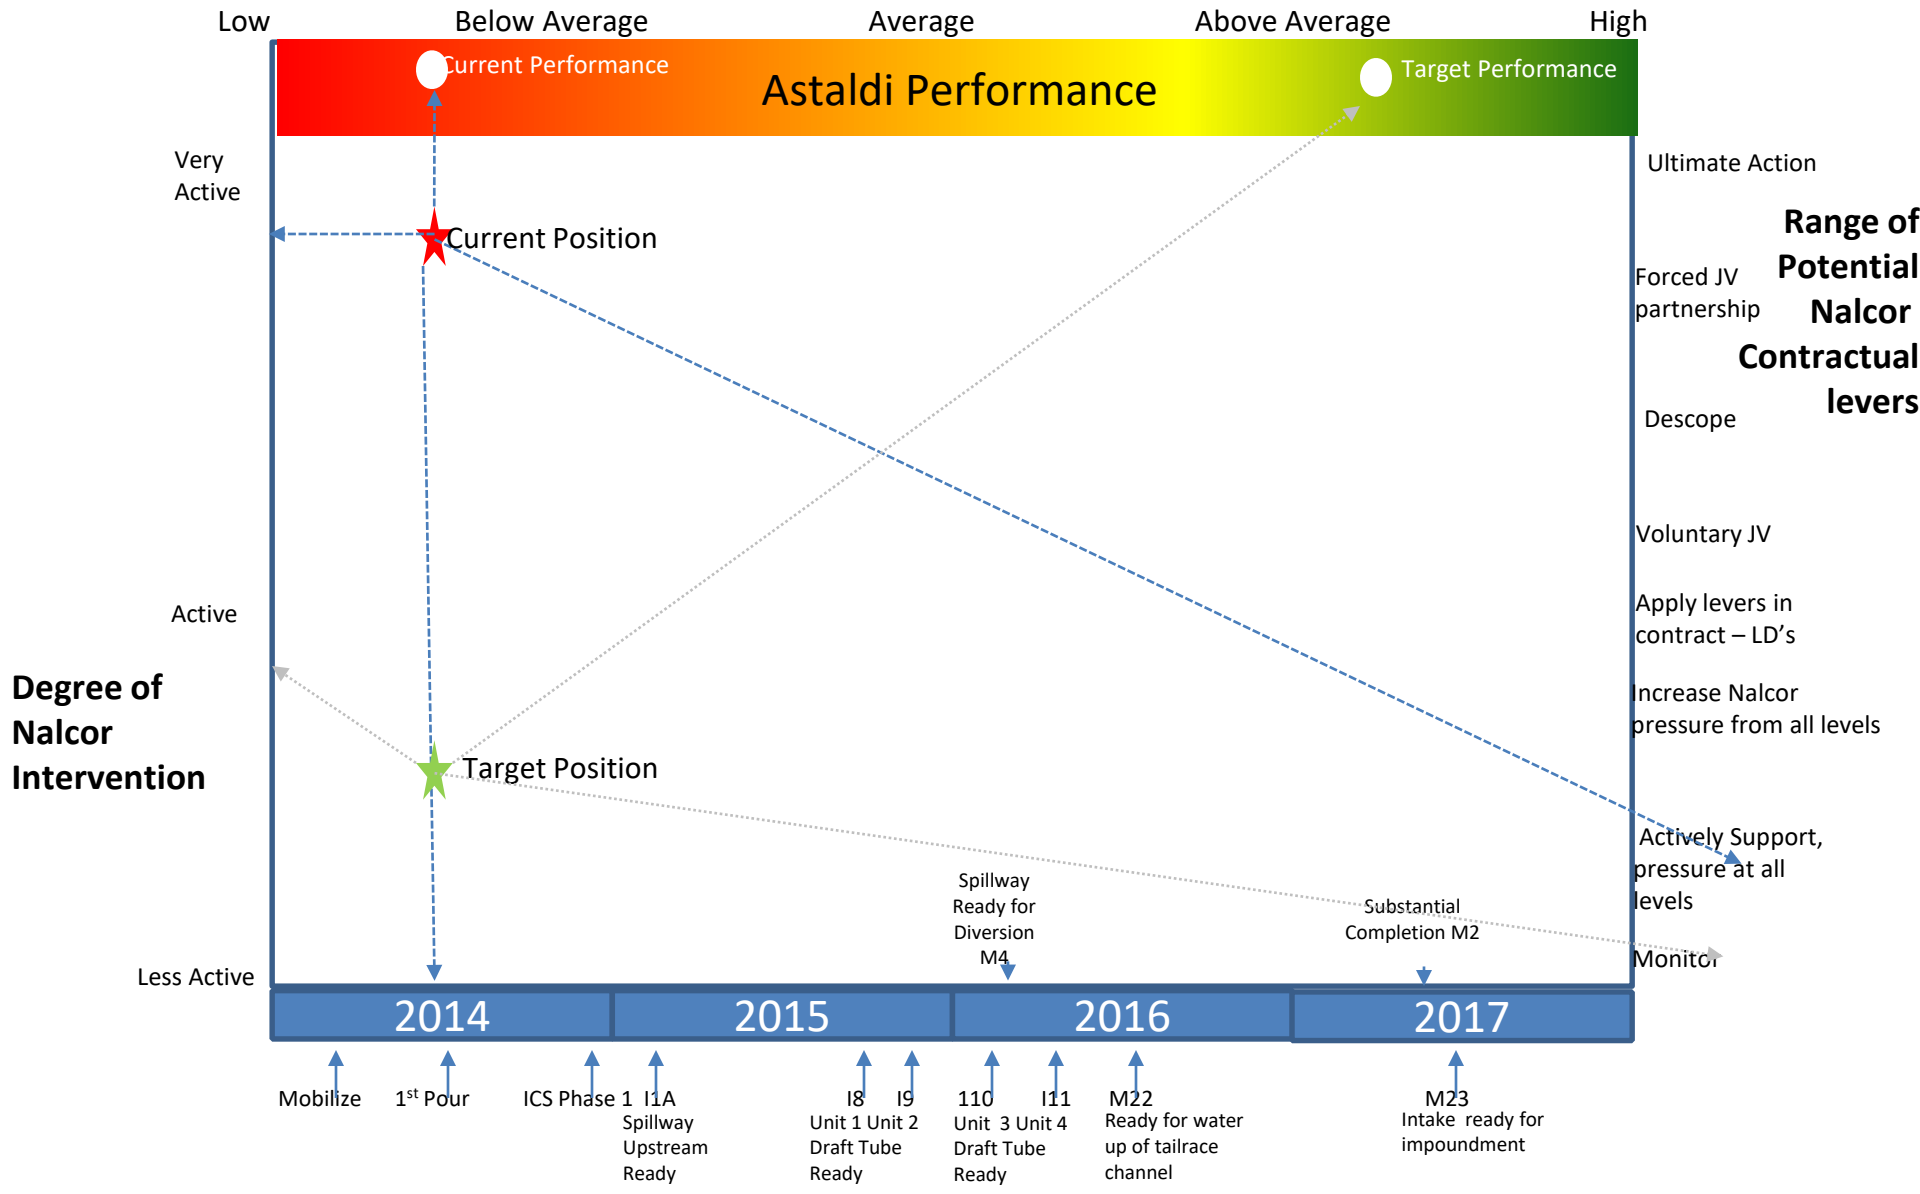 Low
Below Average
Average
Above Average
High
Current Performance
Astaldi Performance
Target Performance
Very
Active
Ultimate Action
Current Position
Range of
Potential
Nalcor
Contractual
levers
Forced JV
partnership
Descope
Voluntary JV
Active
Apply levers in
contract – LD's
Degree of
Nalcor
Intervention
Increase Nalcor
pressure from all levels
Target Position
Actively Support,
pressure at all
levels
Spillway
Ready for
Diversion
M4
Substantial
Completion M2
Monitor
Less Active
2014
2015
2016
2017
Mobilize
1st Pour
ICS Phase 1
I1A
Spillway
Upstream
Ready
I8
I9
Unit 1 Unit 2
Draft Tube
Ready
110
I11
Unit 3 Unit 4
Draft Tube
Ready
M22
Ready for water
up of tailrace
channel
M23
Intake ready for
impoundment